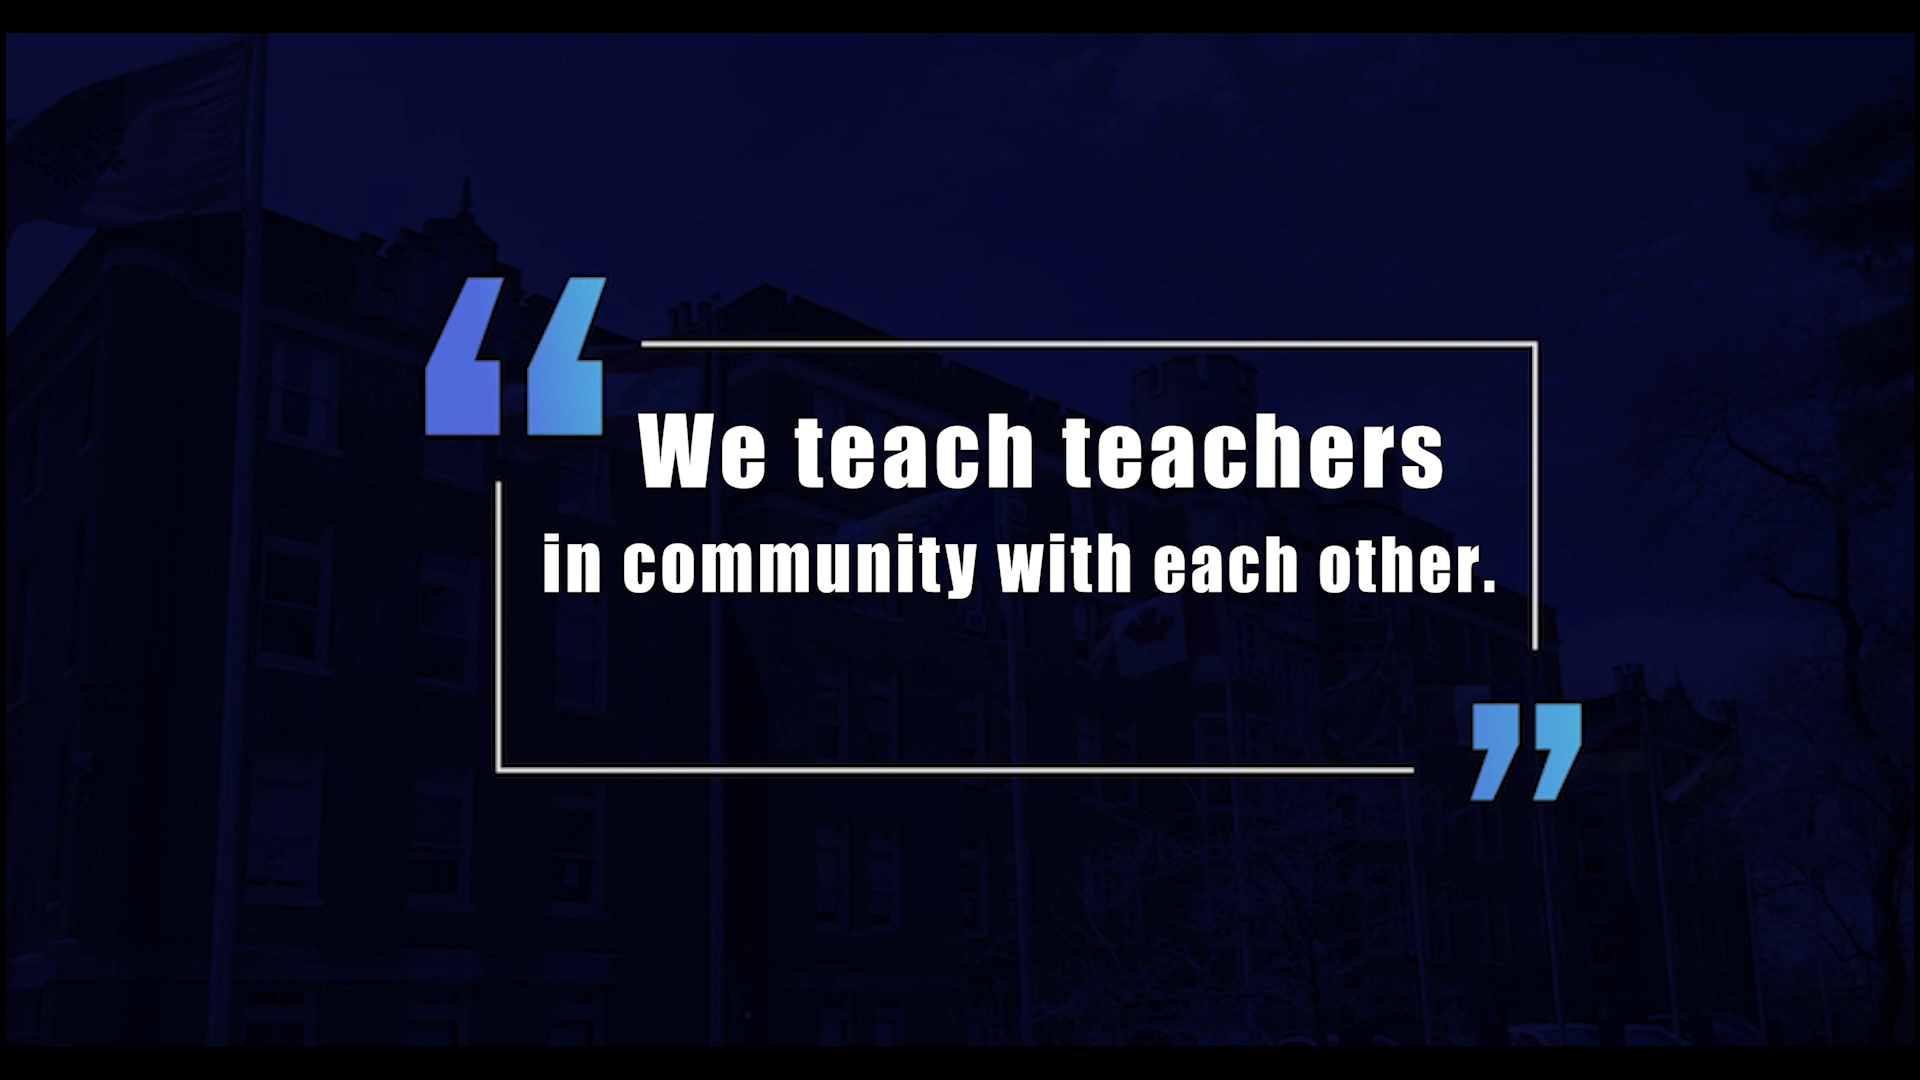 “
We teach teachers
in community with each other.
”